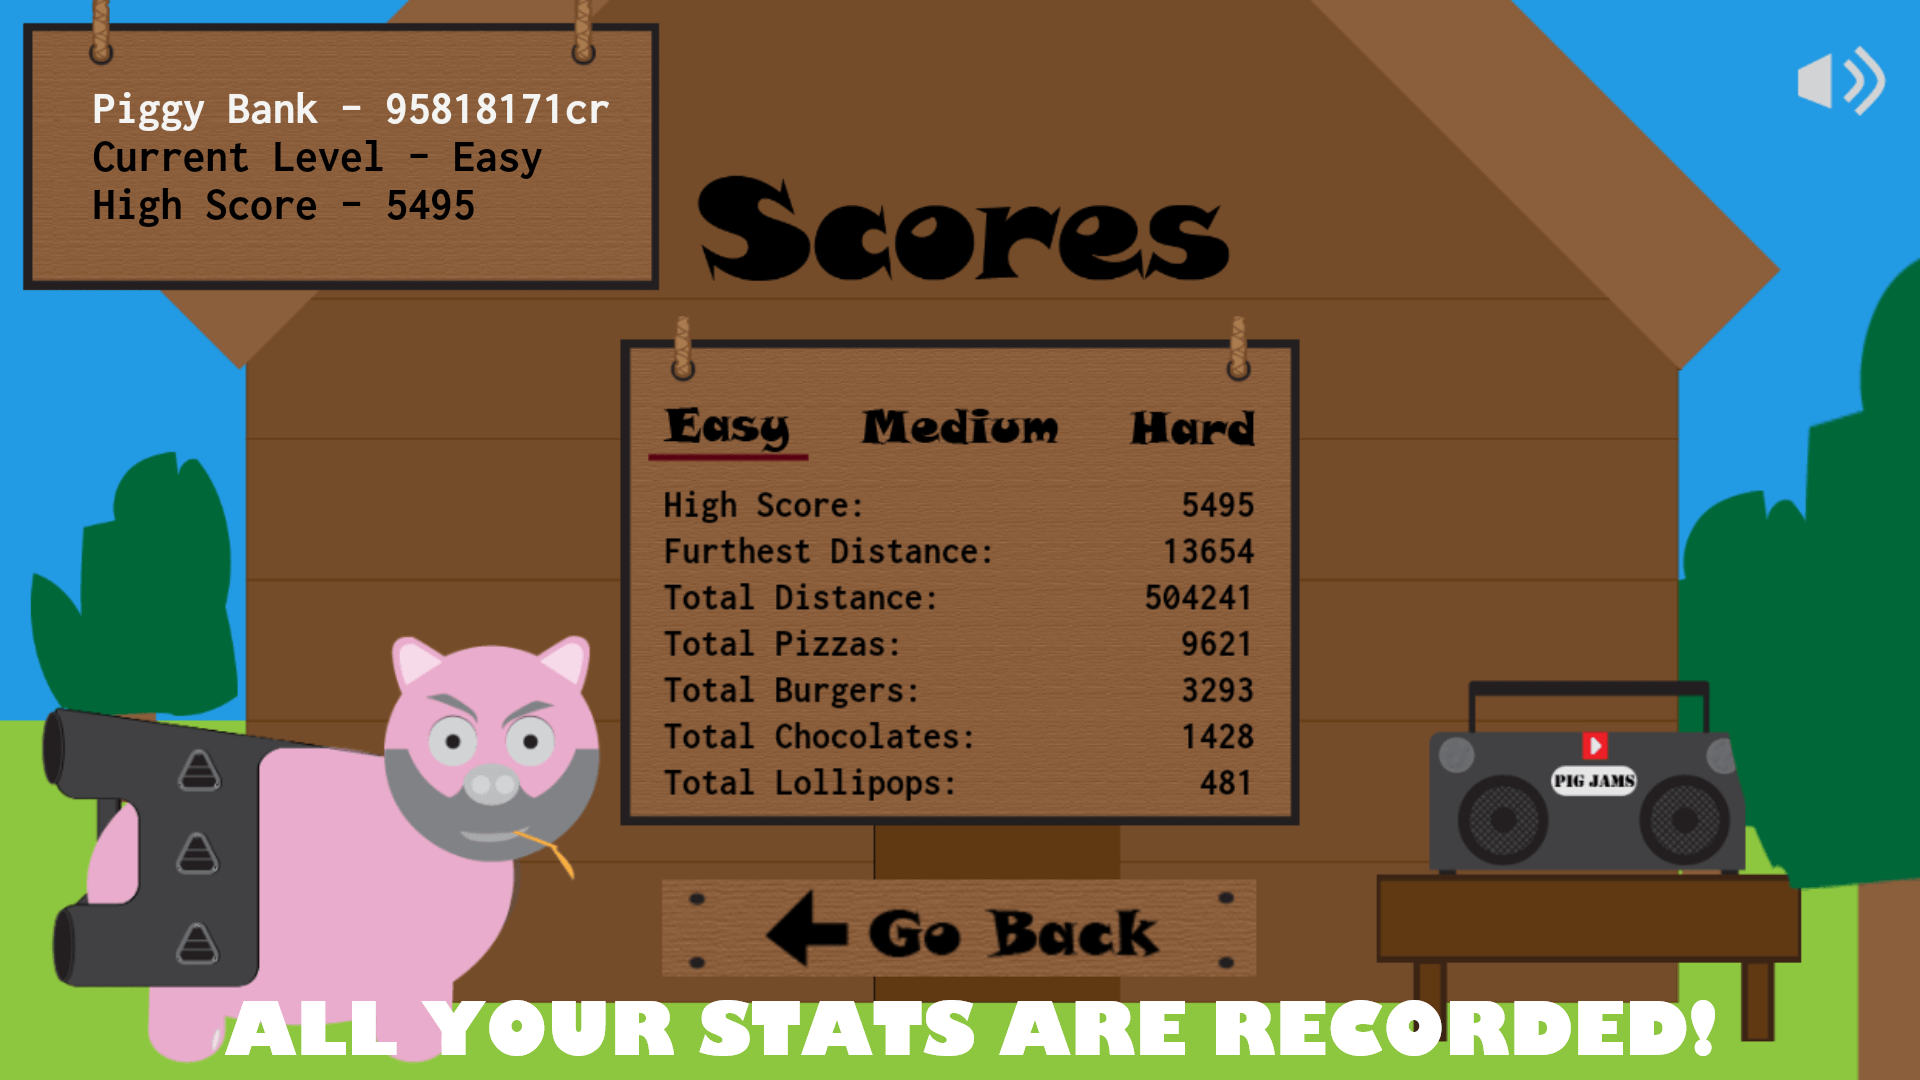 Piggy Bank - 95818171cr
Current Level - Easy
High Score - 5495
Scores
Easy Medium Hard
High Score: 5495
Furthest Distance: 13654
Total Distance: 504241
Total Pizzas: 9621
Total Burgers: 3293
Total Chocolates: 1428
Total Lollipops: 481
PIG JAMS
Go Back
ALL YOUR STATS ARE RECORDED!